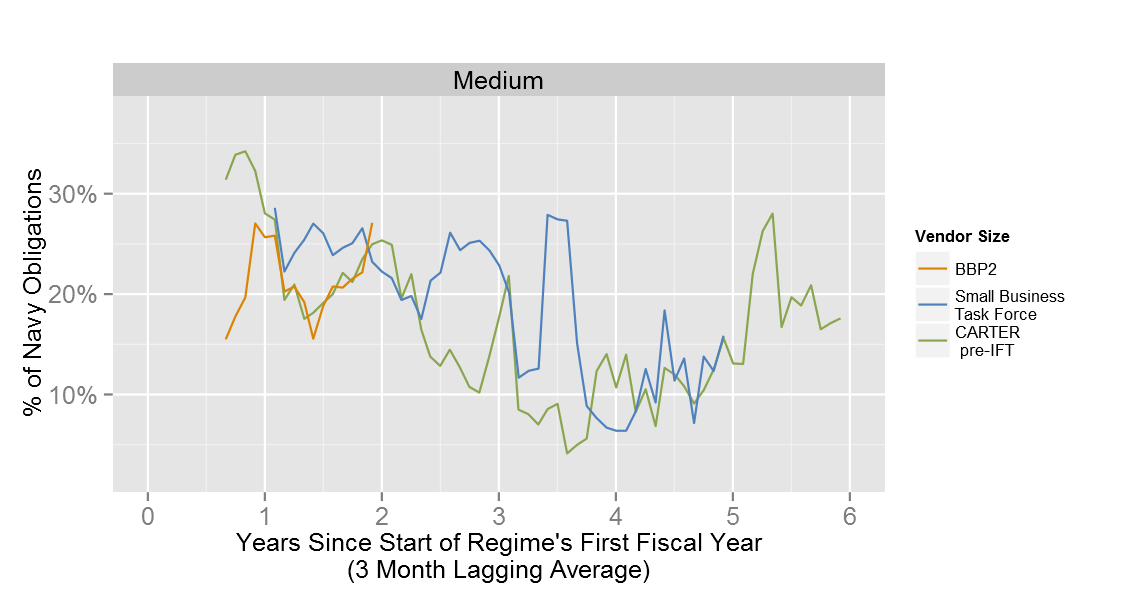 Medium
% of Navy Obligations
30%
20%
10%
0
1
2
3
4
5
6
Years Since Start of Regime's First Fiscal Year
(3 Month Lagging Average)
Vendor Size
BBP2
Small Business
Task Force
CARTER
pre-IFT